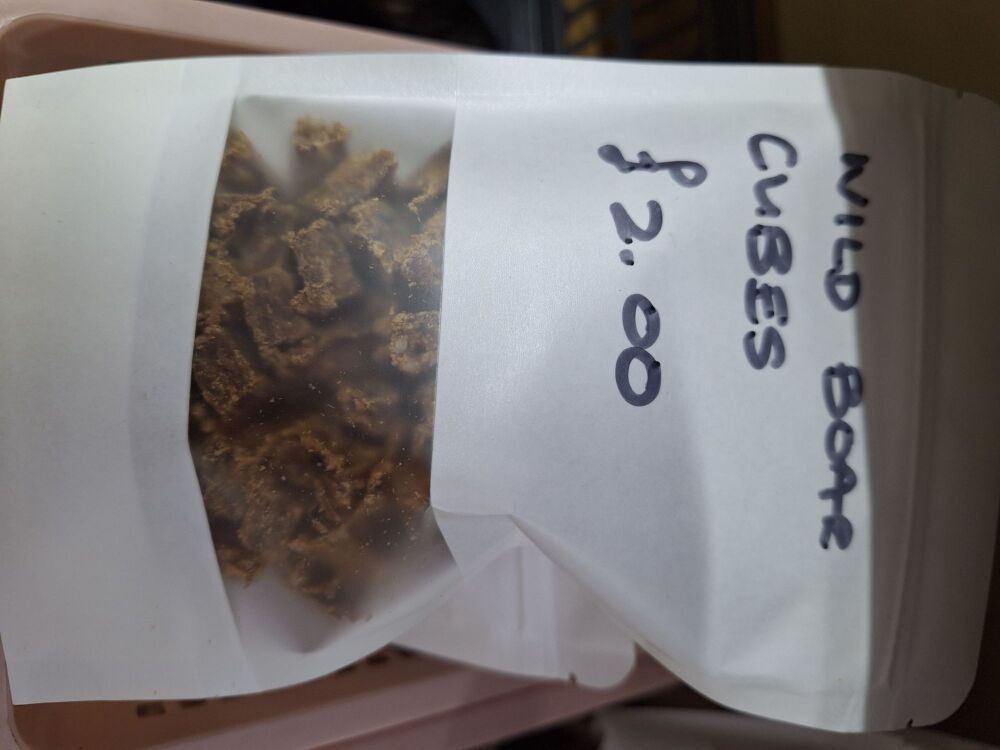 WILD BOAR
CUBES
£2.00